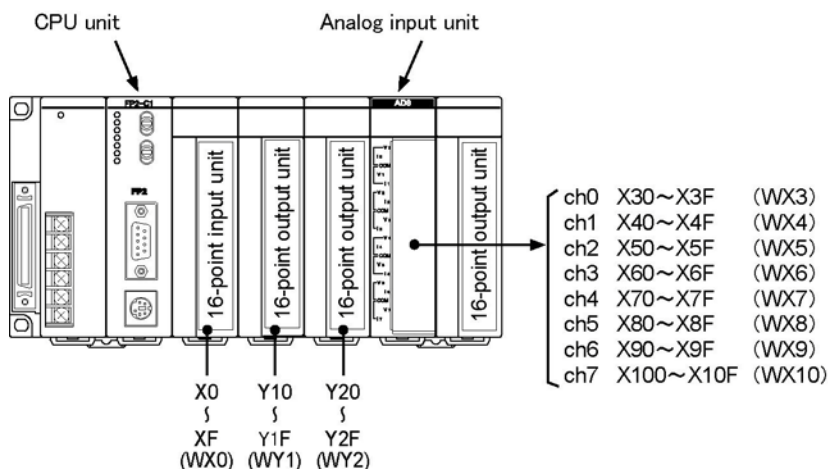 CPU unit
Analog input unit
FP2-C1
AD8
FP2
16-point input unit
16-point output unit
16-point output unit
16-point output unit
ch0 X30～X3F (WX3)
ch1 X40～X4F (WX4)
ch2 X50～X5F (WX5)
ch3 X60～X6F (WX6)
ch4 X70～X7F (WX7)
ch5 X80～X8F (WX8)
ch6 X90～X9F (WX9)
ch7 X100～X10F (WX10)
X0 Y10 Y20
~ ~ ~
XF Y1F Y2F
(WX0) (WY1) (WY2)